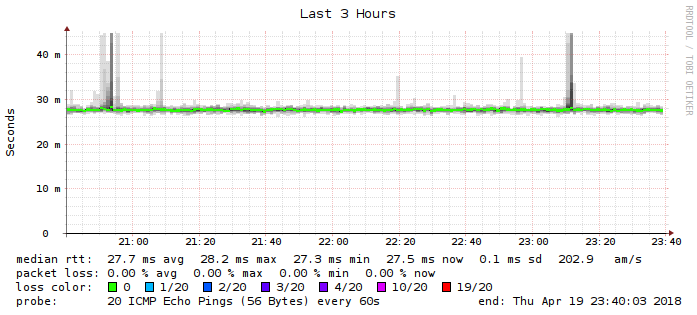 Last 3 Hours
RRDTOOL / TOBI OETIKER
Seconds
40 m
30 m
20 m
10 m
0
21:00 21:20 21:40 22:00 22:20 22:40 23:00 23:20 23:40
median rtt: 27.7 ms avg 28.2 ms max 27.3 ms min 27.5 ms now 0.1 ms sd 202.9 am/s
packet loss: 0.00 % avg 0.00 % max 0.00 % min 0.00 % now
loss color: 0 1/20 2/20 3/20 4/20 10/20 19/20
probe: 20 ICMP Echo Pings (56 Bytes) every 60s end: Thu Apr 19 23:40:03 2018